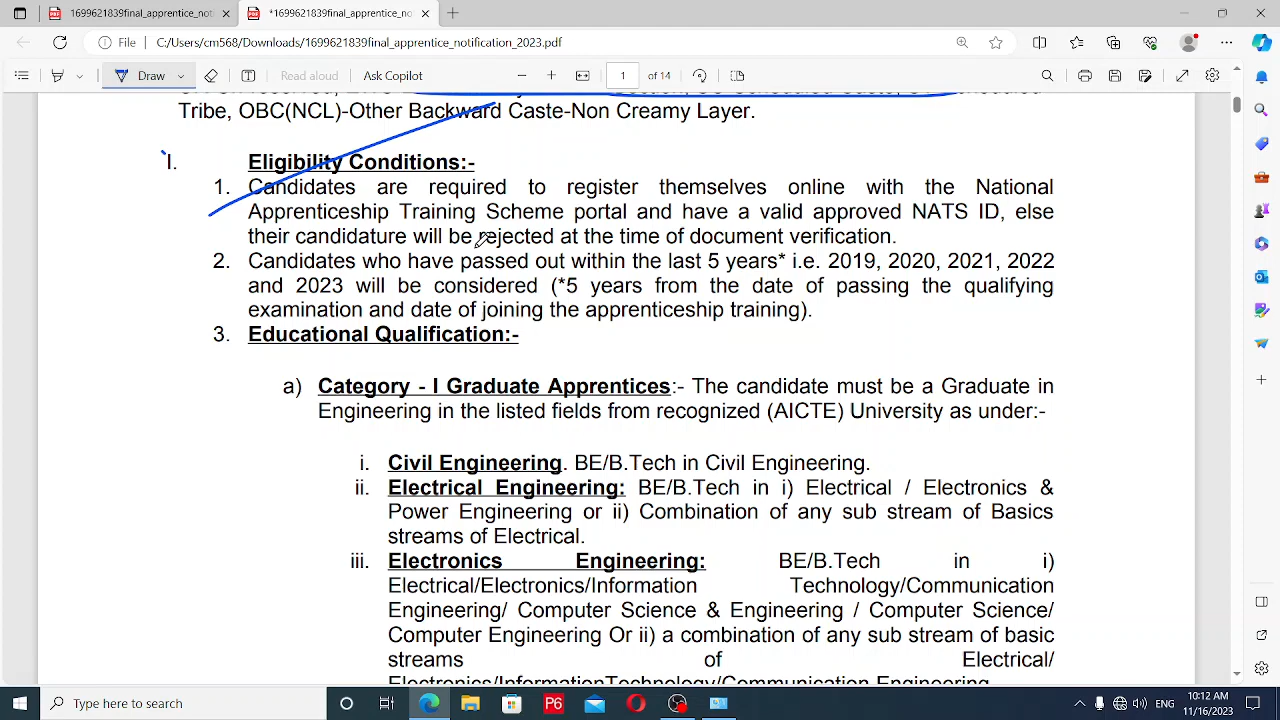 1699621839final_apprentice_not
*1699621839final_apprentice_no
File
C:/Users/cm568/Downloads/1699621839final_apprentice_notification_2023.pdf
Draw
Read aloud
Ask Copilot
1
of 14
Tribe, OBC(NCL)-Other Backward Caste-Non Creamy Layer.
I. Eligibility Conditions:-
1. Candidates are required to register themselves online with the National
Apprenticeship Training Scheme portal and have a valid approved NATS ID, else
their candidature will be rejected at the time of document verification.
2. Candidates who have passed out within the last 5 years* i.e. 2019, 2020, 2021, 2022
and 2023 will be considered (*5 years from the date of passing the qualifying
examination and date of joining the apprenticeship training).
3. Educational Qualification:-
a) Category - I Graduate Apprentices:- The candidate must be a Graduate in
Engineering in the listed fields from recognized (AICTE) University as under:-
i. Civil Engineering. BE/B.Tech in Civil Engineering.
ii. Electrical Engineering: BE/B.Tech in i) Electrical / Electronics &
Power Engineering or ii) Combination of any sub stream of Basics
streams of Electrical.
iii. Electronics Engineering: BE/B.Tech in i)
Electrical/Electronics/Information Technology/Communication
Engineering/ Computer Science & Engineering / Computer Science/
Computer Engineering Or ii) a combination of any sub stream of basic
streams of Electrical/
Electronics/InformationTechnology/Communication Engineering
Type here to search
P6
ENG
10:12 AM
11/16/2023